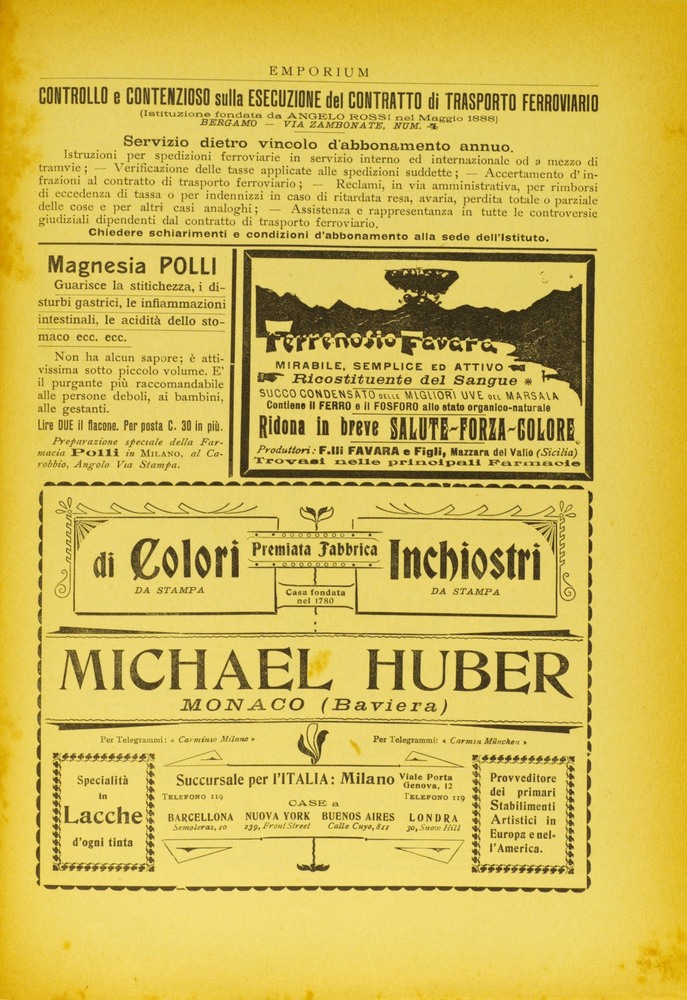 EMPORIUM
CONTROLLO e CONTENZIOSO sulla ESECUZIONE del CONTRATTO di TRASPORTO FERROVIARIO
(Istituzione fondata da ANGELO ROSSI nel Maggio 1888)
BERGAMO — VIA ZAMBONATE, NUM. 4
Servizio dietro vincolo d'abbonamento annuo.
Istruzioni per spedizioni ferroviarie in servizio interno ed internazionale od a mezzo di
tramvie; — Verificazione delle tasse applicate alle spedizioni suddette; — Accertamento d'in-
frazioni al contratto di trasporto ferroviario; — Reclami, in via amministrativa, per rimborsi
di eccedenza di tassa o per indennizzi in caso di ritardata resa, avaria, perdita totale o parziale
delle cose e per altri casi analoghi; — Assistenza e rappresentanza in tutte le controversie
giudiziali dipendenti dal contratto di trasporto ferroviario.
Chiedere schiarimenti e condizioni d'abbonamento alla sede dell'Istituto.
Magnesia POLLI
Guarisce la stitichezza, i di-
sturbi gastrici, le infiammazioni
intestinali, le acidità dello sto-
maco ecc. ecc.
Non ha alcun sapore; è atti-
vissima sotto piccolo volume. E'
il purgante più raccomandabile
alle persone deboli, ai bambini,
alle gestanti.
Lire DUE il flacone. Per posta C. 30 in più.
Preparazione speciale della Far-
macia Polli in MILANO, al Ca-
robbio, Angolo Via Stampa.
Ferrenosio Favara
MIRABILE, SEMPLICE ED ATTIVO
Ricostituente del Sangue
SUCCO CONDENSATO DELLE MIGLIORI UVE DEL MARSALA
Contiene il FERRO e il FOSFORO allo stato organico-naturale
Ridona in breve SALUTE-FORZA-COLORE
Produttori: F.lli FAVARA e Figli, Mazzara del Vallo (Sicilia)
Trovasi nelle principali Farmacie
di Colori Premiata Fabbrica Inchiostri
DA STAMPA DA STAMPA
Casa fondata
nel 1780
MICHAEL HUBER
MONACO (Baviera)
Per Telegrammi: « Carminio Milano » Per Telegrammi: « Carmin München »
Specialità
in
Lacche
d'ogni tinta
Succursale per l'ITALIA: Milano Viale Porta
Genova, 12
TELEFONO 119 TELEFONO 119
CASE a
BARCELLONA NUOVA YORK BUENOS AIRES LONDRA
Semoleras, 10 239, Front Street Calle Cuyo, 821 30, Snow Hill
Provveditore
dei primari
Stabilimenti
Artistici in
Europa e nel-
l'America.